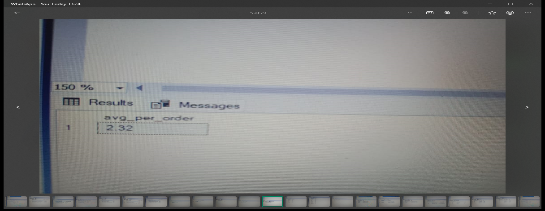 150 %
Results Messages
avg_per_order
1 2.32